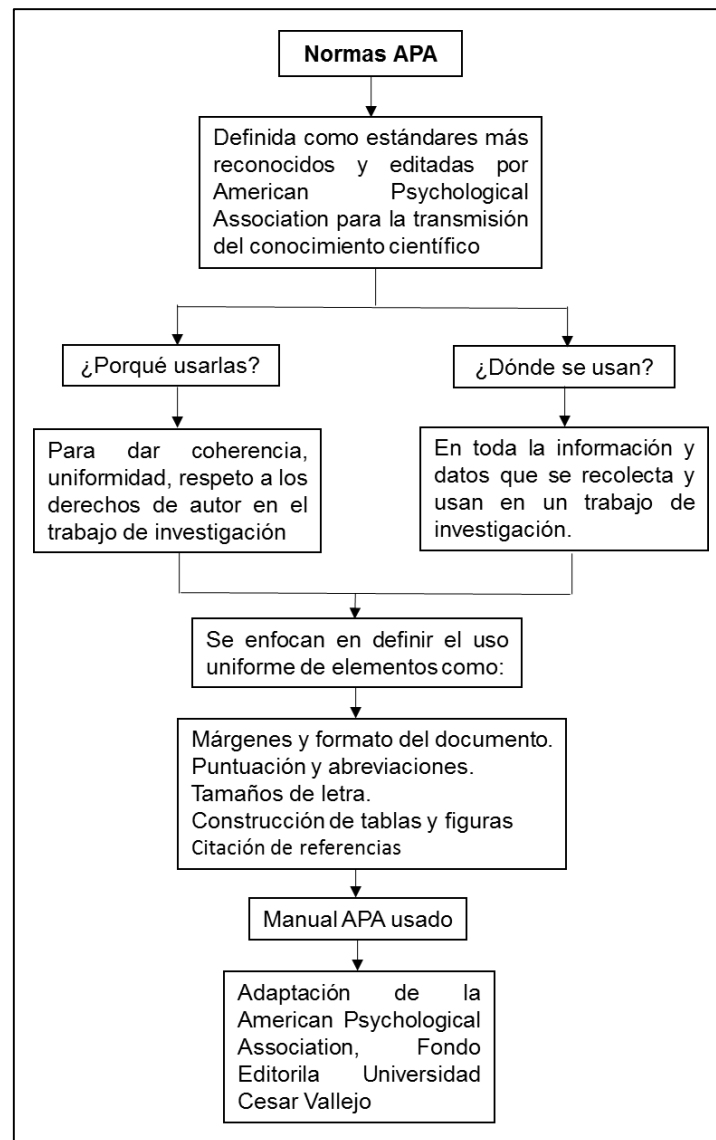 Normas APA
Definida como estándares más
reconocidos y editadas por
American Psychological
Association para la transmisión
del conocimiento científico
¿Porqué usarlas?
¿Dónde se usan?
Para dar coherencia,
uniformidad, respeto a los
derechos de autor en el
trabajo de investigación
En toda la información y
datos que se recolecta y
usan en un trabajo de
investigación.
Se enfocan en definir el uso
uniforme de elementos como:
Márgenes y formato del documento.
Puntuación y abreviaciones.
Tamaños de letra.
Construcción de tablas y figuras
Citación de referencias
Manual APA usado
Adaptación de la
American Psychological
Association, Fondo
Editorila Universidad
Cesar Vallejo